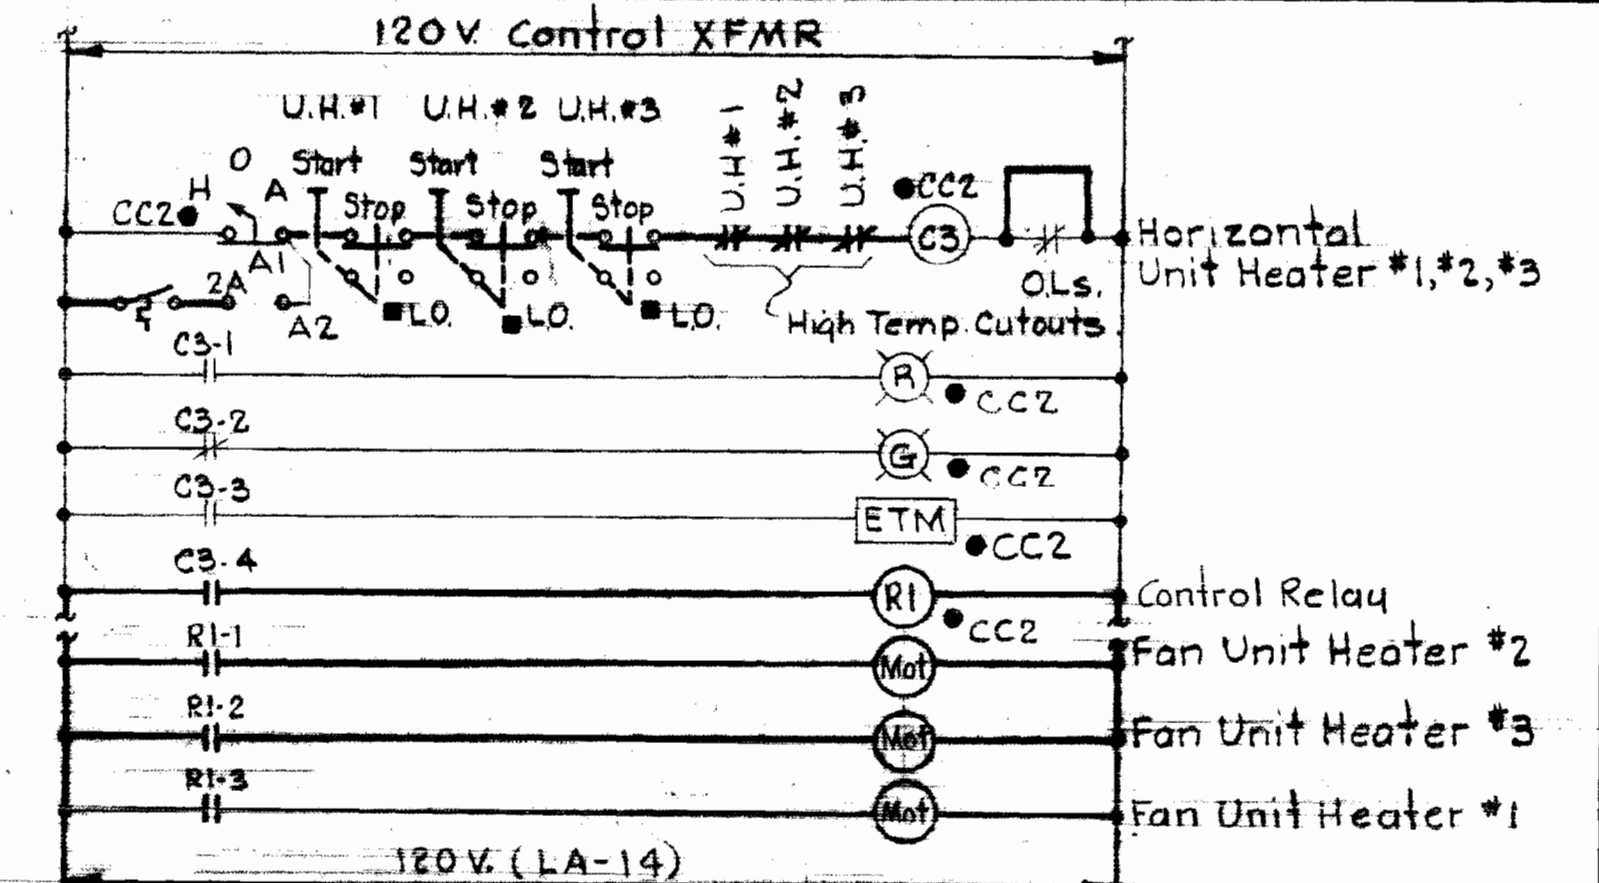 120V. Control XFMR
U.H.#1 U.H.#2 U.H.#3
U.H#1 U.H.#2 U.H.#3
H O A
Start Start Start
Stop Stop Stop
CC2
CC2
A1
C3
Horizontal
Unit Heater #1,#2,#3
2A
A2
L.O. L.O. L.O.
O.Ls.
High Temp. Cutouts
C3-1
R
CC2
C3-2
G
CC2
C3-3
ETM
CC2
C3-4
R1
Control Relay
CC2
R1-1
Mot
Fan Unit Heater #2
R1-2
Mot
Fan Unit Heater #3
R1-3
Mot
Fan Unit Heater #1
120V. (LA-14)